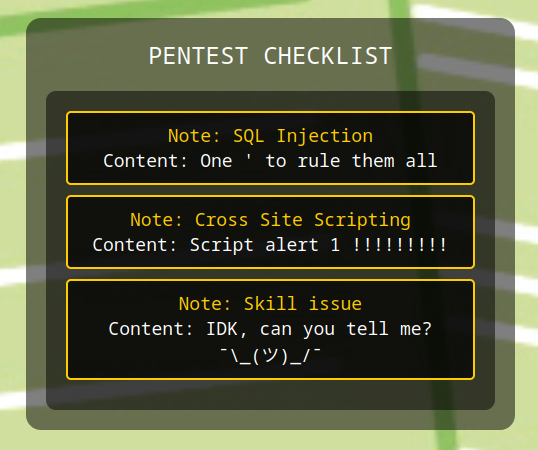 PENTEST CHECKLIST
Note: SQL Injection
Content: One ' to rule them all
Note: Cross Site Scripting
Content: Script alert 1 !!!!!!!!!
Note: Skill issue
Content: IDK, can you tell me?
¯\_(ツ)_/¯